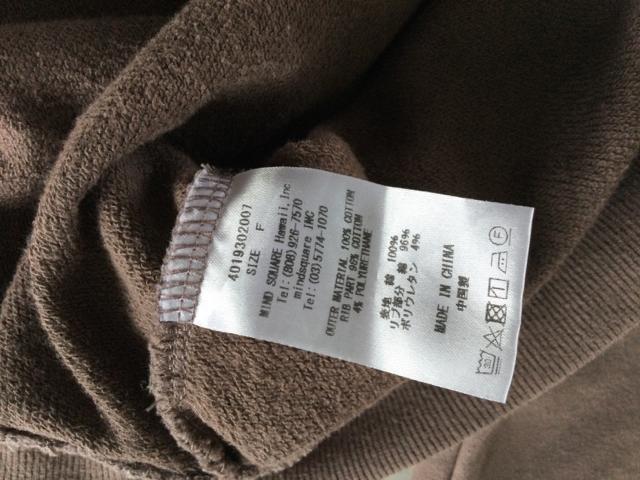 4019302007
SIZE F
MIND SQUARE Hawaii,Inc
Tel:(808)926-7570
mindsquare INC
Tel:(03)5774-1070
OUTER MATERIAL 100% COTTON
RIB PART 96% COTTON
4% POLYURETHANE
表地 綿 100%
リブ部分 綿 96%
ポリウレタン 4%
MADE IN CHINA
中国製